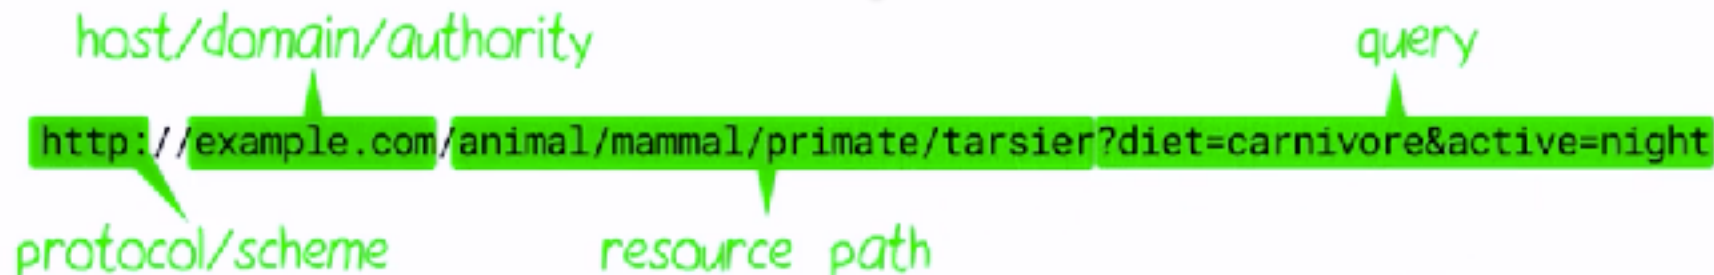 host/domain/authority
query
http://example.com/animal/mammal/primate/tarsier?diet=carnivore&active=night
protocol/scheme
resource path